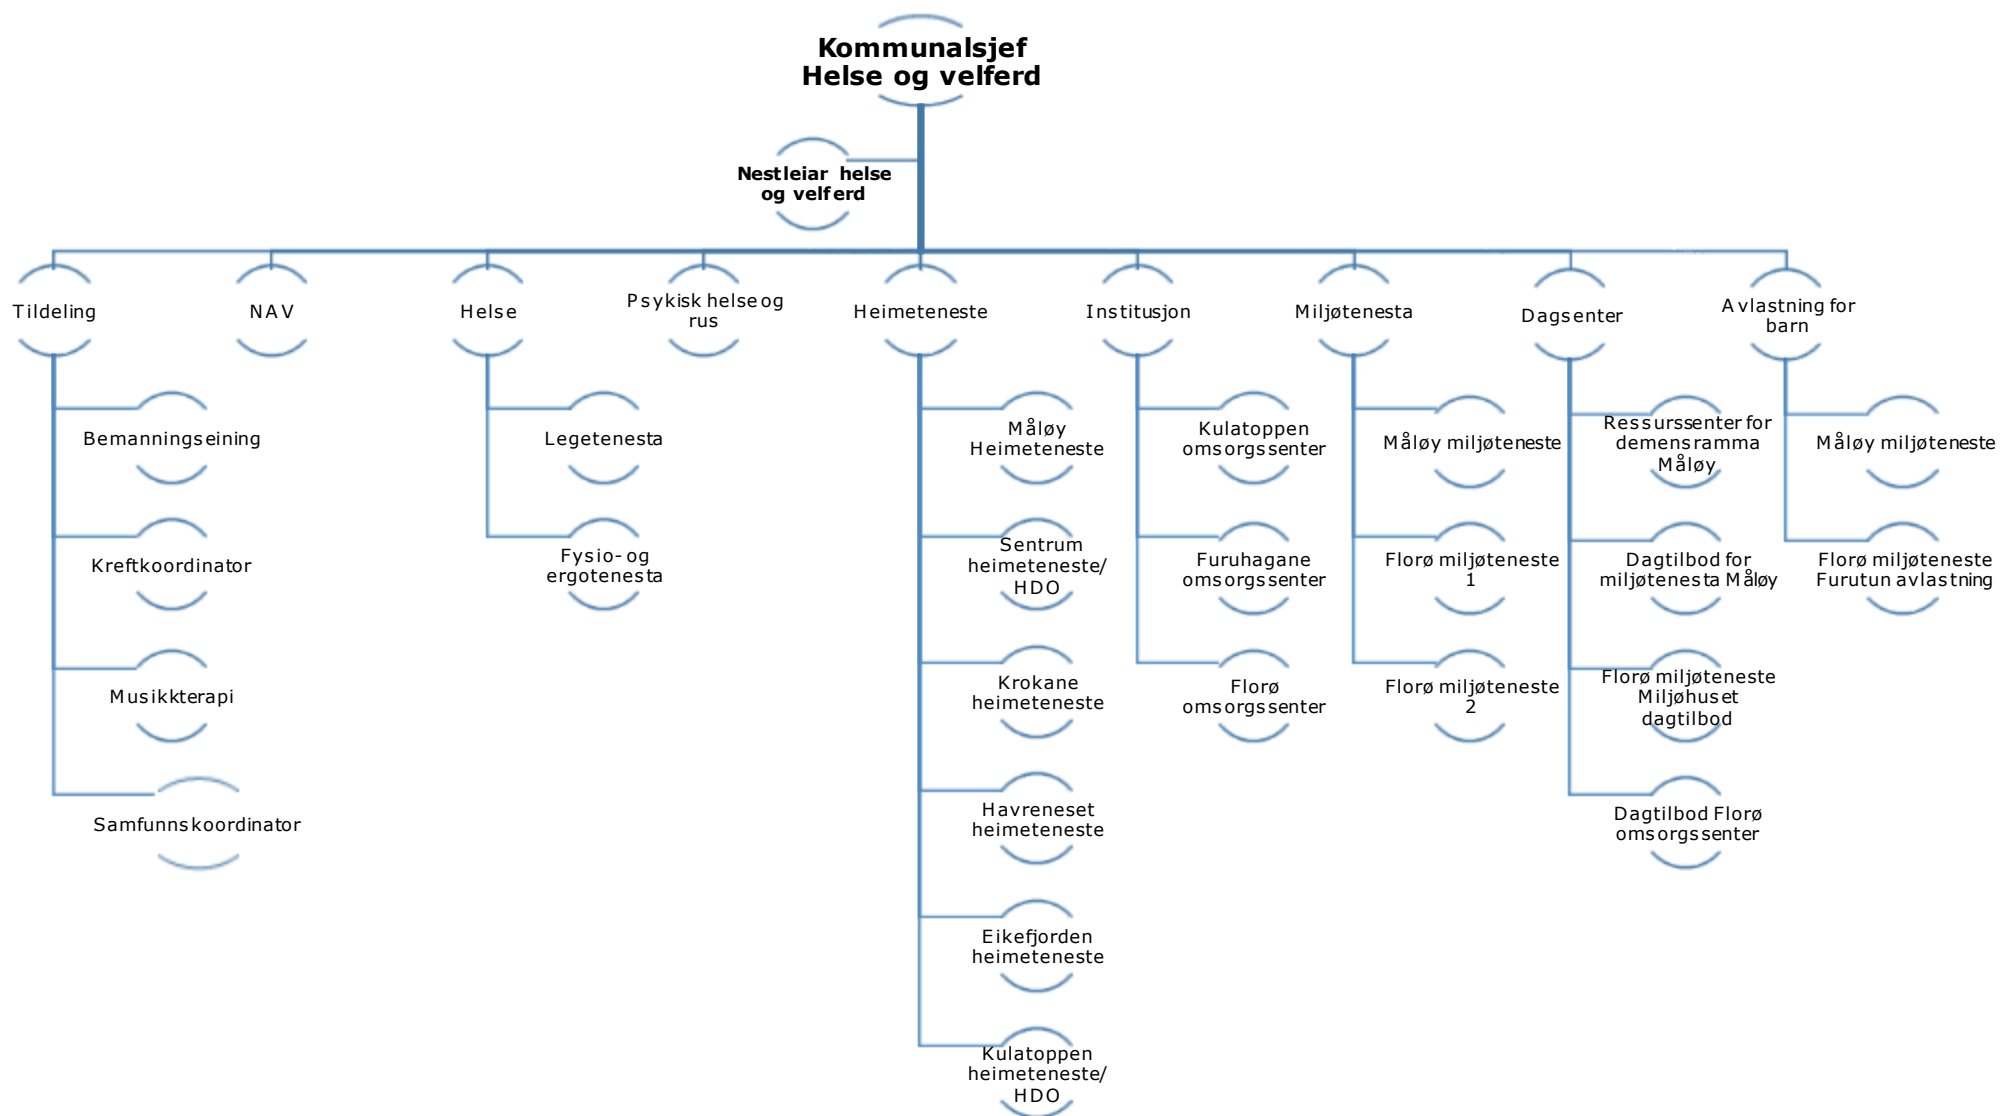 Kommunalsjef
Helse og velferd
Nestleiar helse
og velferd
Tildeling
NAV
Helse
Psykisk helse og
rus
Heimeteneste
Institusjon
Miljøtenesta
Dagsenter
Avlastning for
barn
Bemanningseining
Kreftkoordinator
Musikkterapi
Samfunnskoordinator
Legetenesta
Fysio- og
ergotenesta
Måløy
Heimeteneste
Sentrum
heimeteneste/
HDO
Krokane
heimeteneste
Havreneset
heimeteneste
Eikefjorden
heimeteneste
Kulatoppen
heimeteneste/
HDO
Kulatoppen
omsorgssenter
Furuhagane
omsorgssenter
Florø
omsorgssenter
Måløy miljøteneste
Florø miljøteneste
1
Florø miljøteneste
2
Ressurssenter for
demensramma
Måløy
Dagtilbod for
miljøtenesta Måløy
Florø miljøteneste
Miljøhuset
dagtilbod
Dagtilbod Florø
omsorgssenter
Måløy miljøteneste
Florø miljøteneste
Furutun avlastning